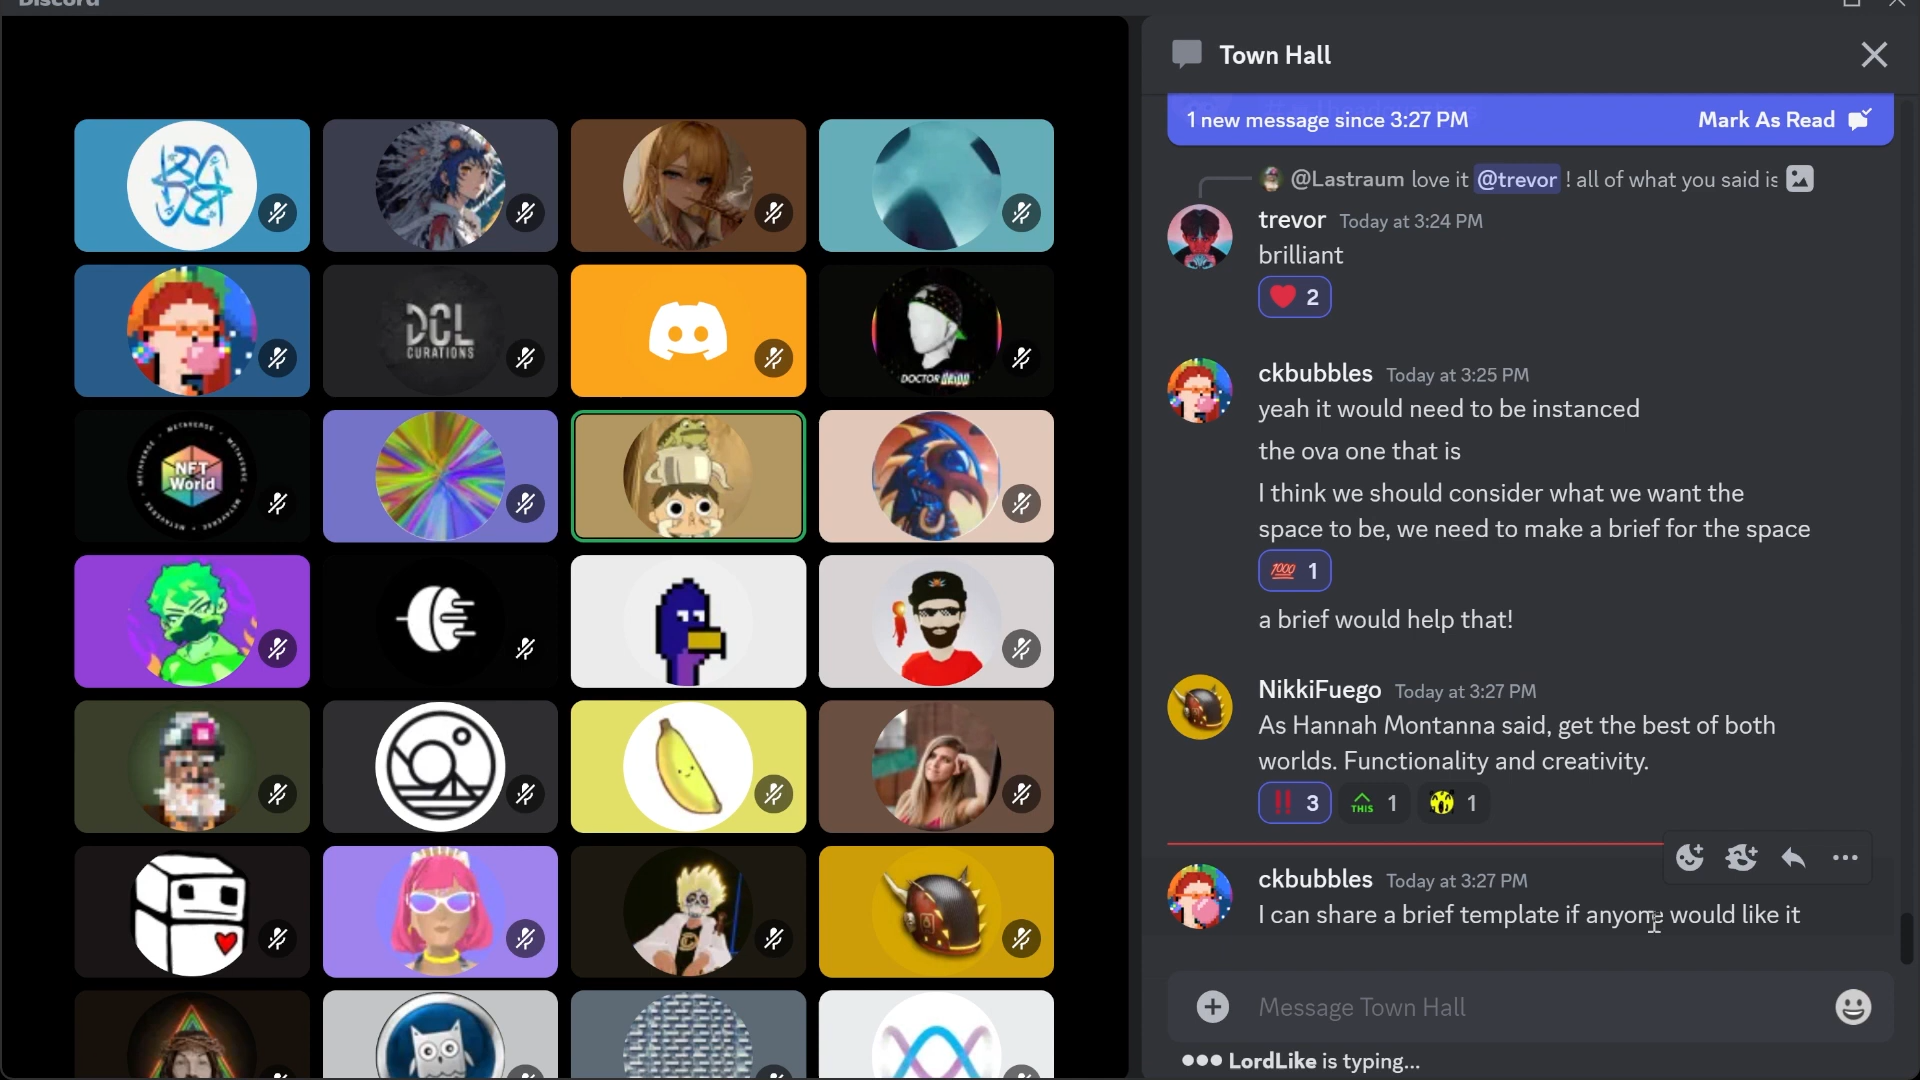 Discord
Town Hall
1 new message since 3:27 PM
Mark As Read
@Lastraum love it @trevor ! all of what you said is
trevor Today at 3:24 PM
brilliant
2
ckbubbles Today at 3:25 PM
yeah it would need to be instanced
the ova one that is
I think we should consider what we want the
space to be, we need to make a brief for the space
1
a brief would help that!
NikkiFuego Today at 3:27 PM
As Hannah Montanna said, get the best of both
worlds. Functionality and creativity.
3 THIS 1 1
ckbubbles Today at 3:27 PM
I can share a brief template if anyone would like it
Message Town Hall
LordLike is typing...
DCL
CURATIONS
DOCTOR
METAVERSE
NFT
World